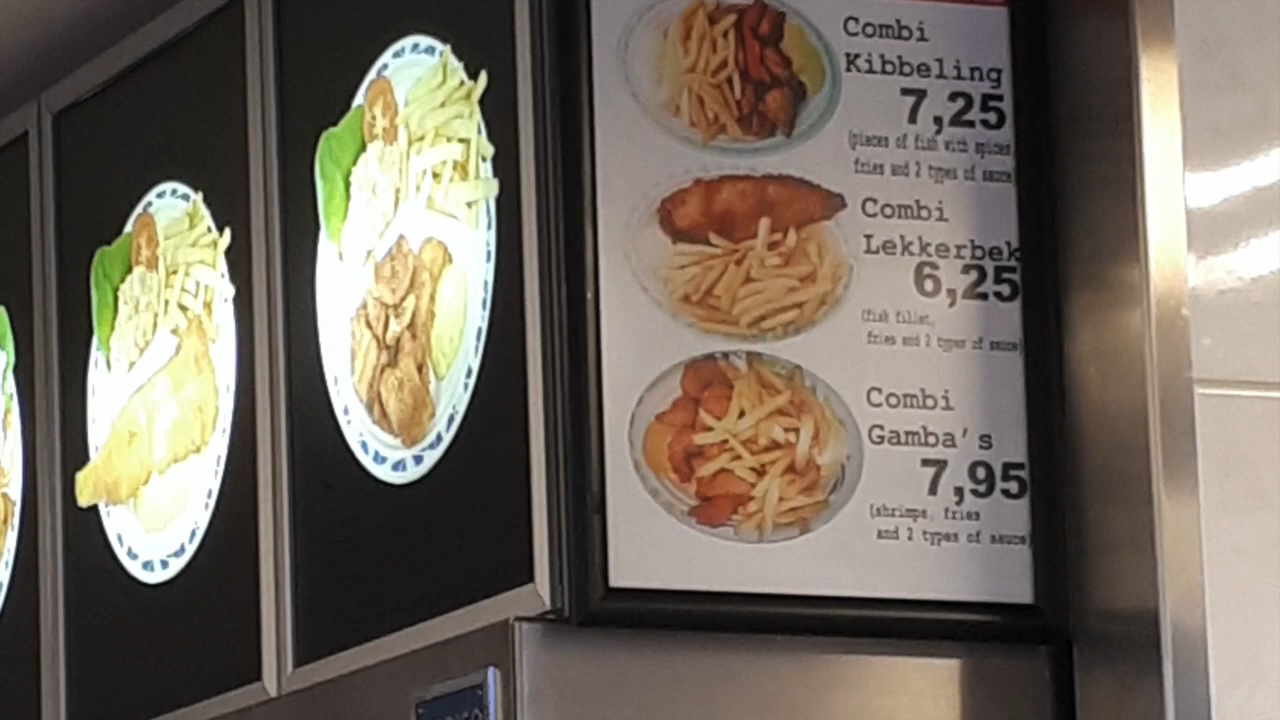 Combi
Kibbeling
7,25
(pieces of fish with spices
fries and 2 types of sauce
Combi
Lekkerbek
6,25
(fish fillet,
fries and 2 types of sauce)
Combi
Gamba's
7,95
(shrimps, fries
and 2 types of sauce)